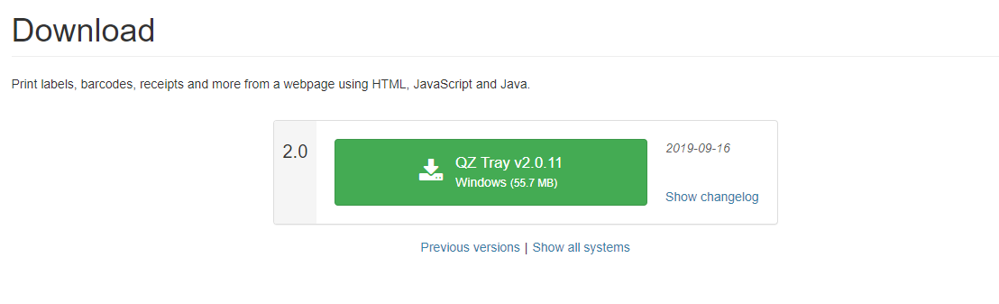 Download
Print labels, barcodes, receipts and more from a webpage using HTML, JavaScript and Java.
2.0
QZ Tray v2.0.11
Windows (55.7 MB)
2019-09-16
Show changelog
Previous versions | Show all systems